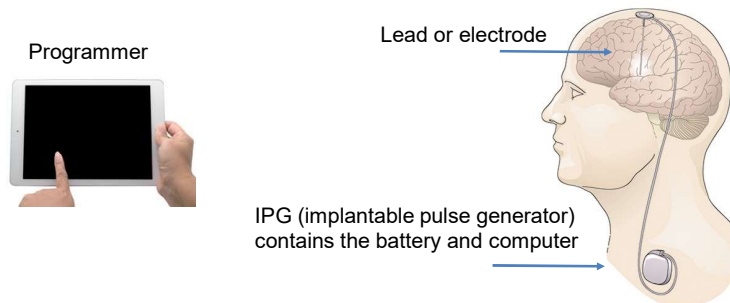 Programmer
Lead or electrode
IPG (implantable pulse generator)
contains the battery and computer